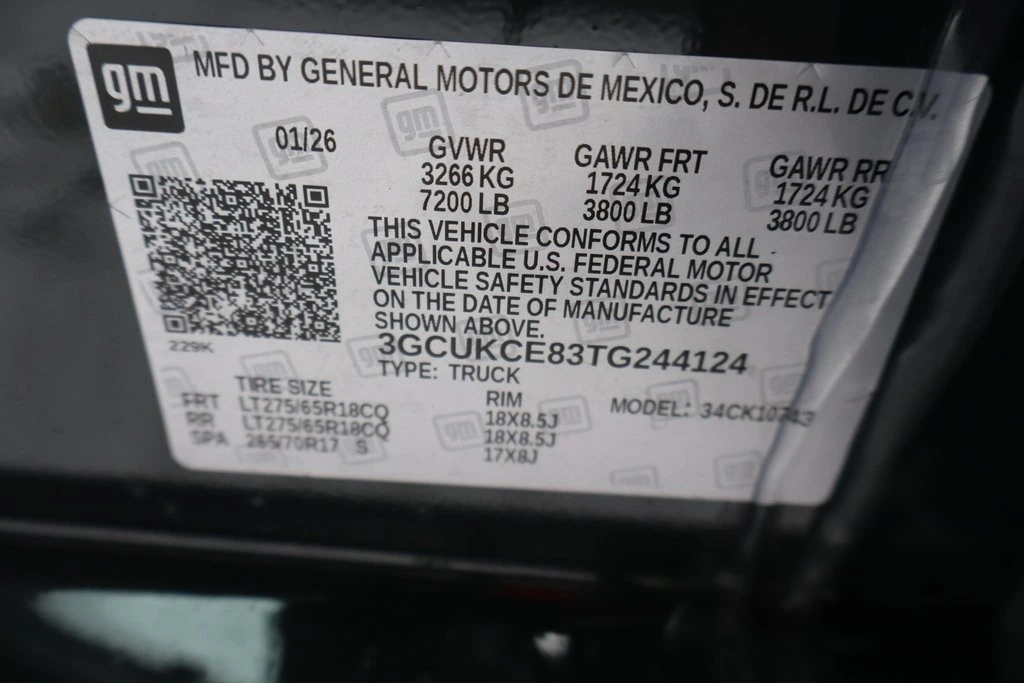 gm
MFD BY GENERAL MOTORS DE MEXICO, S. DE R.L. DE C.V.
01/26
GVWR
3266 KG
7200 LB
GAWR FRT
1724 KG
3800 LB
GAWR RR
1724 KG
3800 LB
THIS VEHICLE CONFORMS TO ALL
APPLICABLE U.S. FEDERAL MOTOR
VEHICLE SAFETY STANDARDS IN EFFECT
ON THE DATE OF MANUFACTURE
SHOWN ABOVE.
229K
3GCUKCE83TG244124
TYPE: TRUCK
TIRE SIZE
RIM
MODEL: 34CK10743
FRT LT275/65R18CQ 18X8.5J
RR LT275/65R18CQ 18X8.5J
SPA 265/70R17 S 17X8J